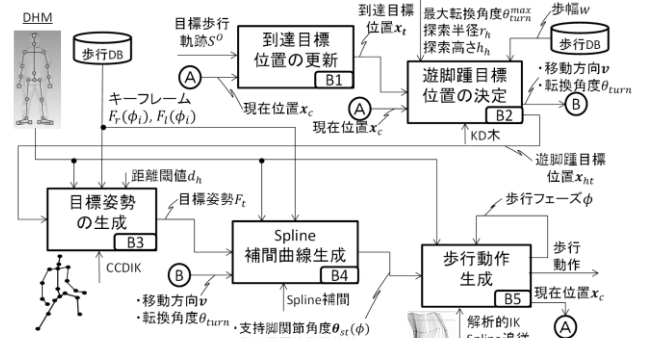 DHM
歩行DB
目標歩行
軌跡S⁰
到達目標
位置の更新
B1
到達目標
位置x_t
A
現在位置x_c
A
現在位置x_c
最大転換角度θ_turn^max
探索半径r_h
探索高さh_h
歩幅w
歩行DB
遊脚踵目標
位置の決定
B2
・移動方向v
・転換角度θ_turn
B
KD木
遊脚踵目標
位置x_ht
キーフレーム
F_r(ϕ_i), F_l(ϕ_i)
距離閾値d_h
目標姿勢
の生成
B3
目標姿勢F_t
CCDIK
B
・移動方向v
・転換角度θ_turn
Spline
補間曲線生成
B4
Spline補間
・支持脚関節角度θ_st(ϕ)
歩行フェーズϕ
歩行動作
生成
B5
歩行
動作
現在位置x_c
A
解析的IK